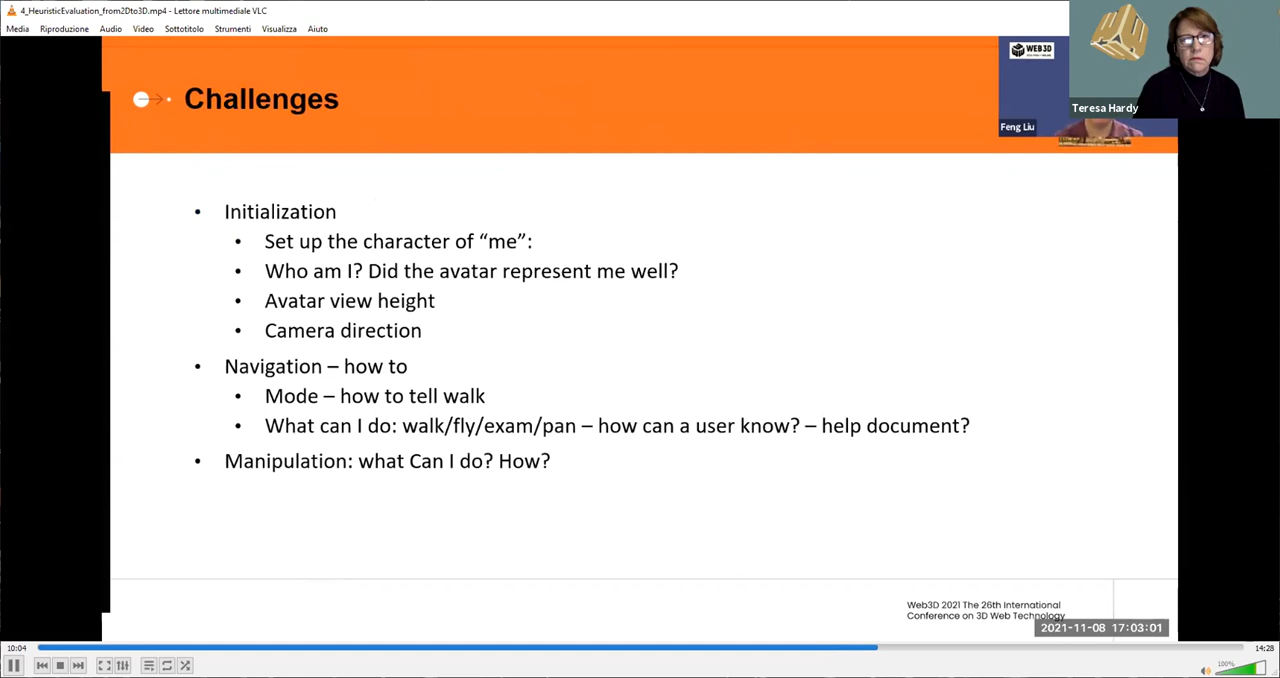 4_HeuristicEvaluation_from2Dto3D.mp4 - Lettore multimediale VLC
Media Riproduzione Audio Video Sottotitolo Strumenti Visualizza Aiuto
WEB3D
Teresa Hardy
Feng Liu
Challenges
• Initialization
• Set up the character of “me”:
• Who am I? Did the avatar represent me well?
• Avatar view height
• Camera direction
• Navigation – how to
• Mode – how to tell walk
• What can I do: walk/fly/exam/pan – how can a user know? – help document?
• Manipulation: what Can I do? How?
Web3D 2021 The 26th International
Conference on 3D Web Technology
2021-11-08 17:03:01
10:04
14:28
100%